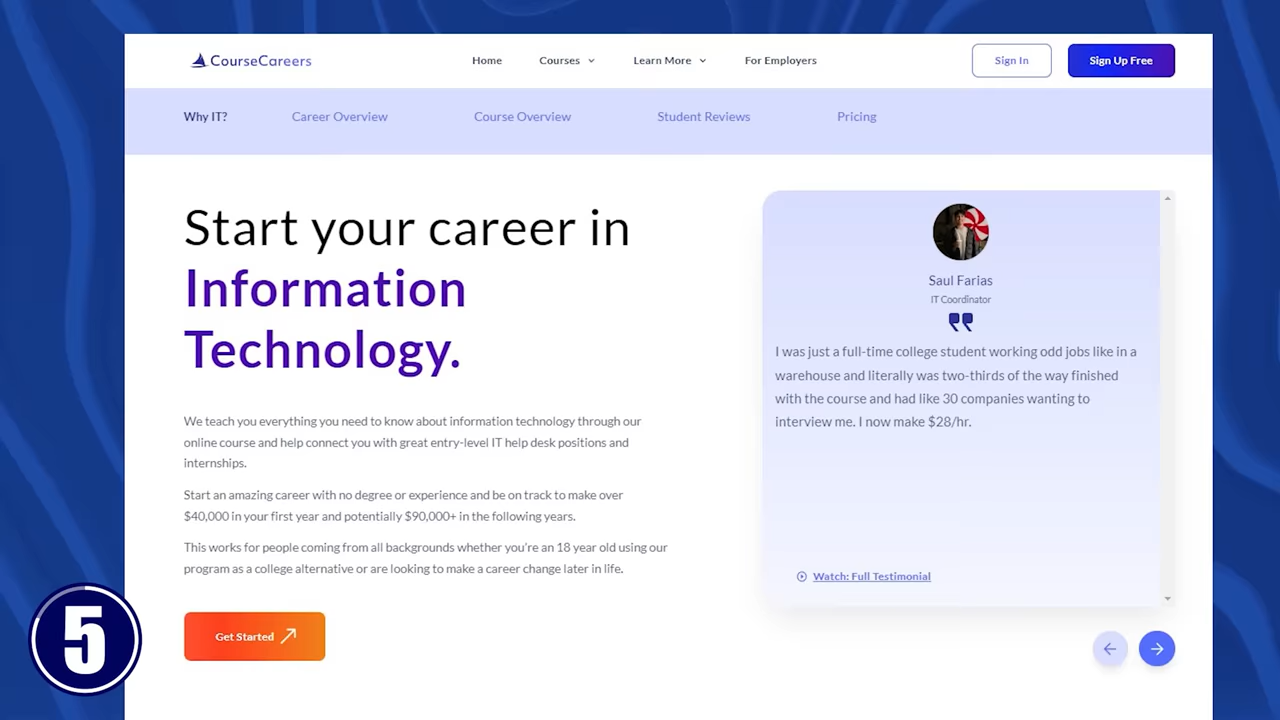 CourseCareers
Home
Courses
Learn More
For Employers
Sign In
Sign Up Free
Why IT?
Career Overview
Course Overview
Student Reviews
Pricing
Start your career in
Information
Technology.
We teach you everything you need to know about information technology through our
online course and help connect you with great entry-level IT help desk positions and
internships.
Start an amazing career with no degree or experience and be on track to make over
$40,000 in your first year and potentially $90,000+ in the following years.
This works for people coming from all backgrounds whether you're an 18 year old using our
program as a college alternative or are looking to make a career change later in life.
Get Started
Saul Farias
IT Coordinator
I was just a full-time college student working odd jobs like in a
warehouse and literally was two-thirds of the way finished
with the course and had like 30 companies wanting to
interview me. I now make $28/hr.
Watch: Full Testimonial
5